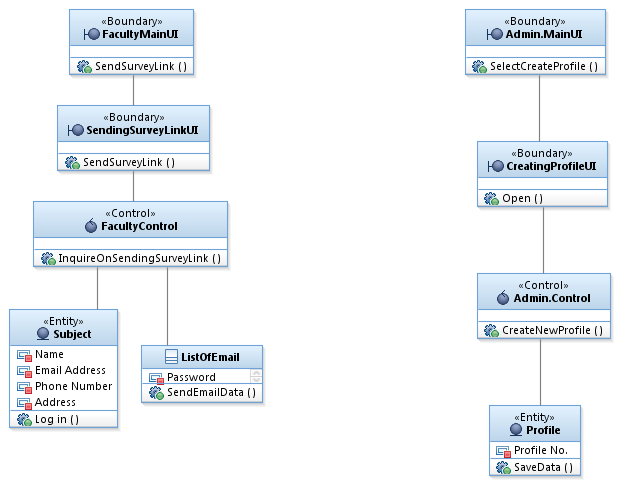 «Boundary»
FacultyMainUI
SendSurveyLink ()
«Boundary»
SendingSurveyLinkUI
SendSurveyLink ()
«Control»
FacultyControl
InquireOnSendingSurveyLink ()
«Entity»
Subject
Name
Email Address
Phone Number
Address
Log in ()
ListOfEmail
Password
SendEmailData ()
«Boundary»
Admin.MainUI
SelectCreateProfile ()
«Boundary»
CreatingProfileUI
Open ()
«Control»
Admin.Control
CreateNewProfile ()
«Entity»
Profile
Profile No.
SaveData ()